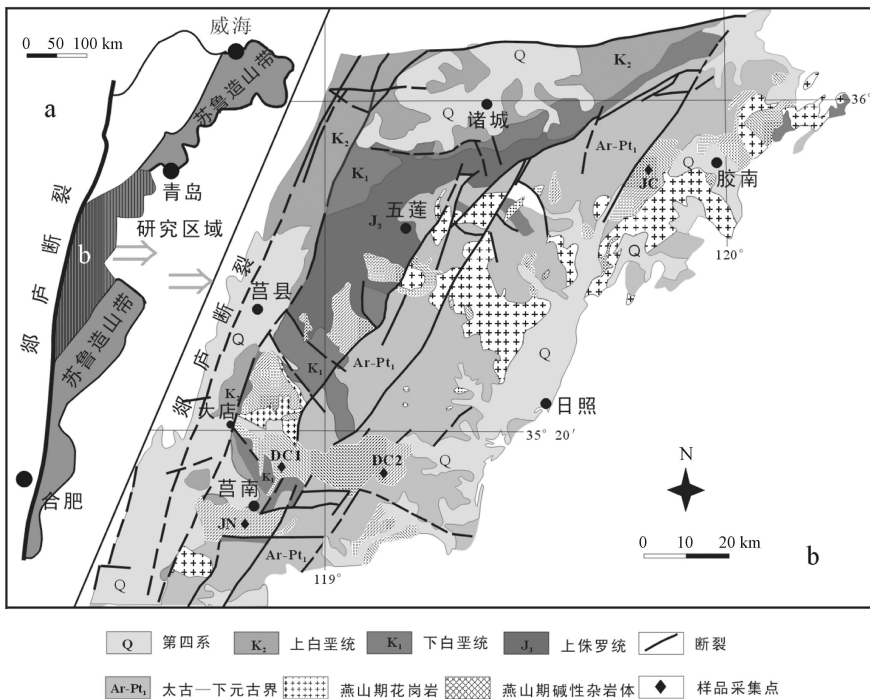 威海
0 50 100 km
a
苏鲁造山带
青岛
郯庐断裂
b
研究区域
苏鲁造山带
合肥
Q
K₂
Q
诸城
36°
K₂
K₁
Ar-Pt₁
JC
Q
胶南
J₃
五莲
Q
120°
郯庐断裂
莒县
Q
K₁
Ar-Pt₁
Q
K₂
大店
日照
35° 20′
DC1
DC2
Q
K₁
莒南
JN
N
Ar-Pt₁
0 10 20 km
Q
119°
b
Q 第四系 K₂ 上白垩统 K₁ 下白垩统 J₃ 上侏罗统 断裂
Ar-Pt₁ 太古—下元古界 燕山期花岗岩 燕山期碱性杂岩体 样品采集点